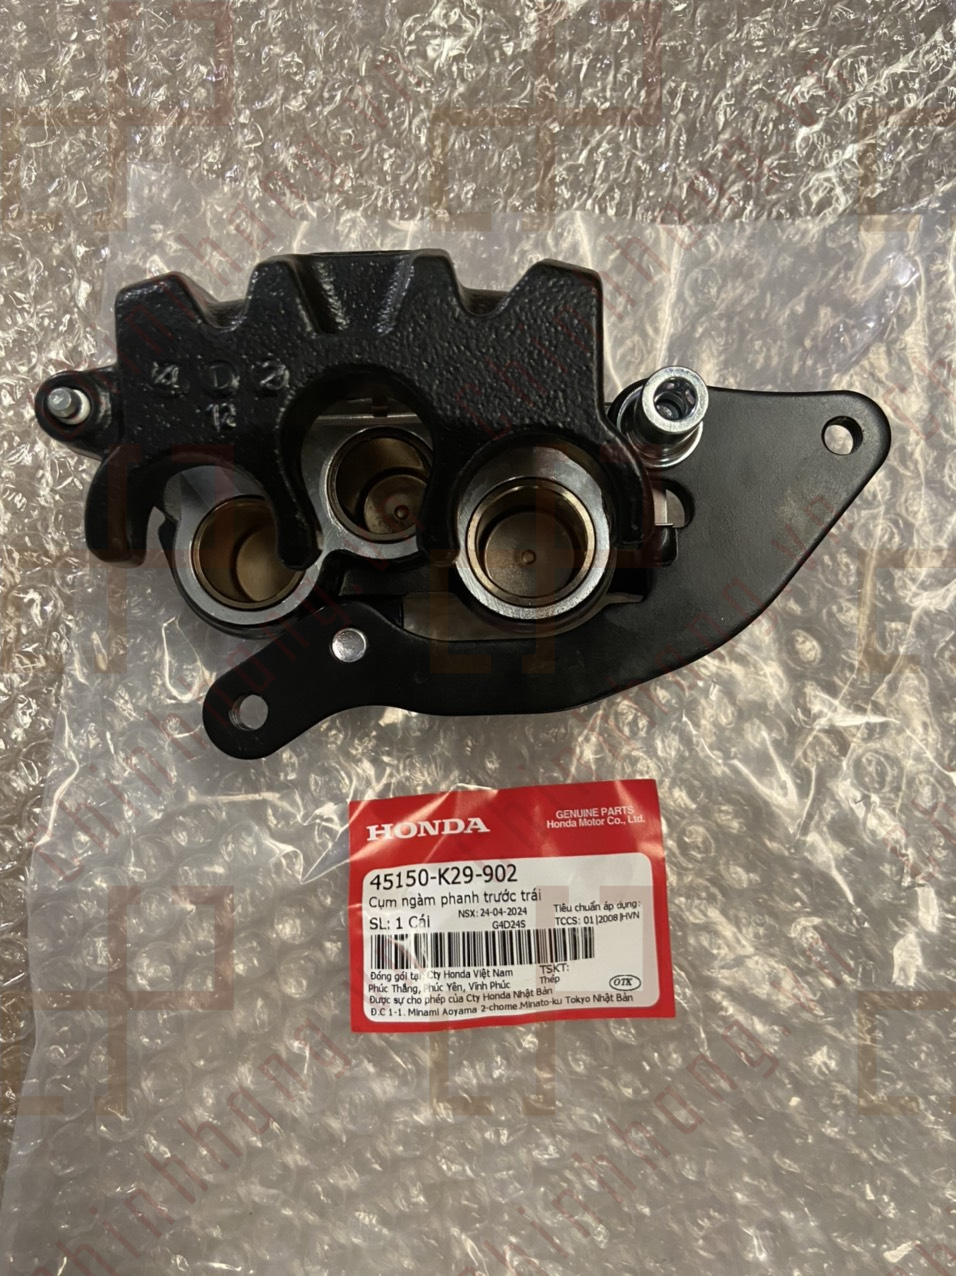 12
HONDA
GENUINE PARTS
Honda Motor Co., Ltd.
45150-K29-902
Cụm ngàm phanh trước trái
SL: 1 Cái
NSX: 24-04-2024
G4D24S
Tiêu chuẩn áp dụng:
TCCS: 01|2008|HVN
Đóng gói tại Cty Honda Việt Nam
Phúc Thắng, Phúc Yên, Vĩnh Phúc
TSKT:
Thép
OTK
Được sự cho phép của Cty Honda Nhật Bản
Đ.C 1-1. Minami Aoyama 2-chome.Minato-ku Tokyo Nhật Bản
chinhhang.vn